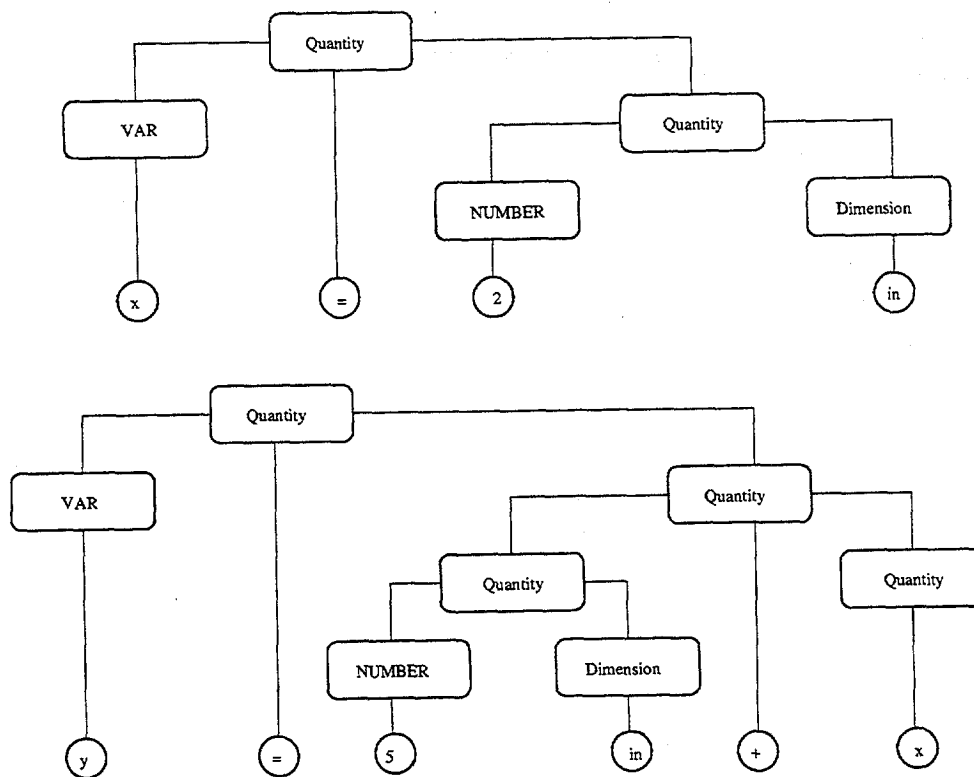 Quantity
VAR
Quantity
NUMBER
Dimension
x
=
2
in
Quantity
VAR
Quantity
Quantity
Quantity
NUMBER
Dimension
y
=
5
in
+
x